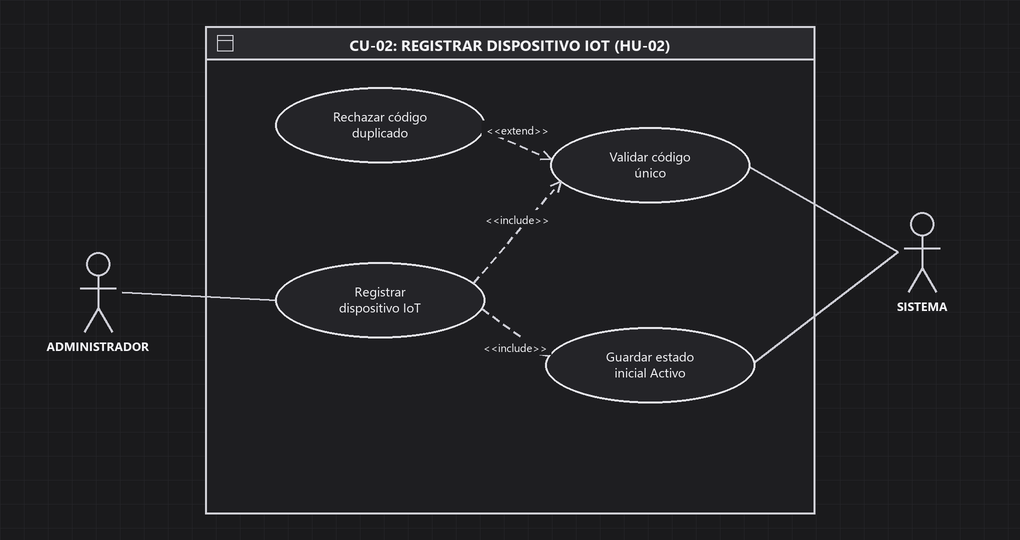 CU-02: REGISTRAR DISPOSITIVO IOT (HU-02)
Rechazar código
duplicado
<<extend>>
Validar código
único
<<include>>
Registrar
dispositivo IoT
<<include>>
Guardar estado
inicial Activo
ADMINISTRADOR
SISTEMA